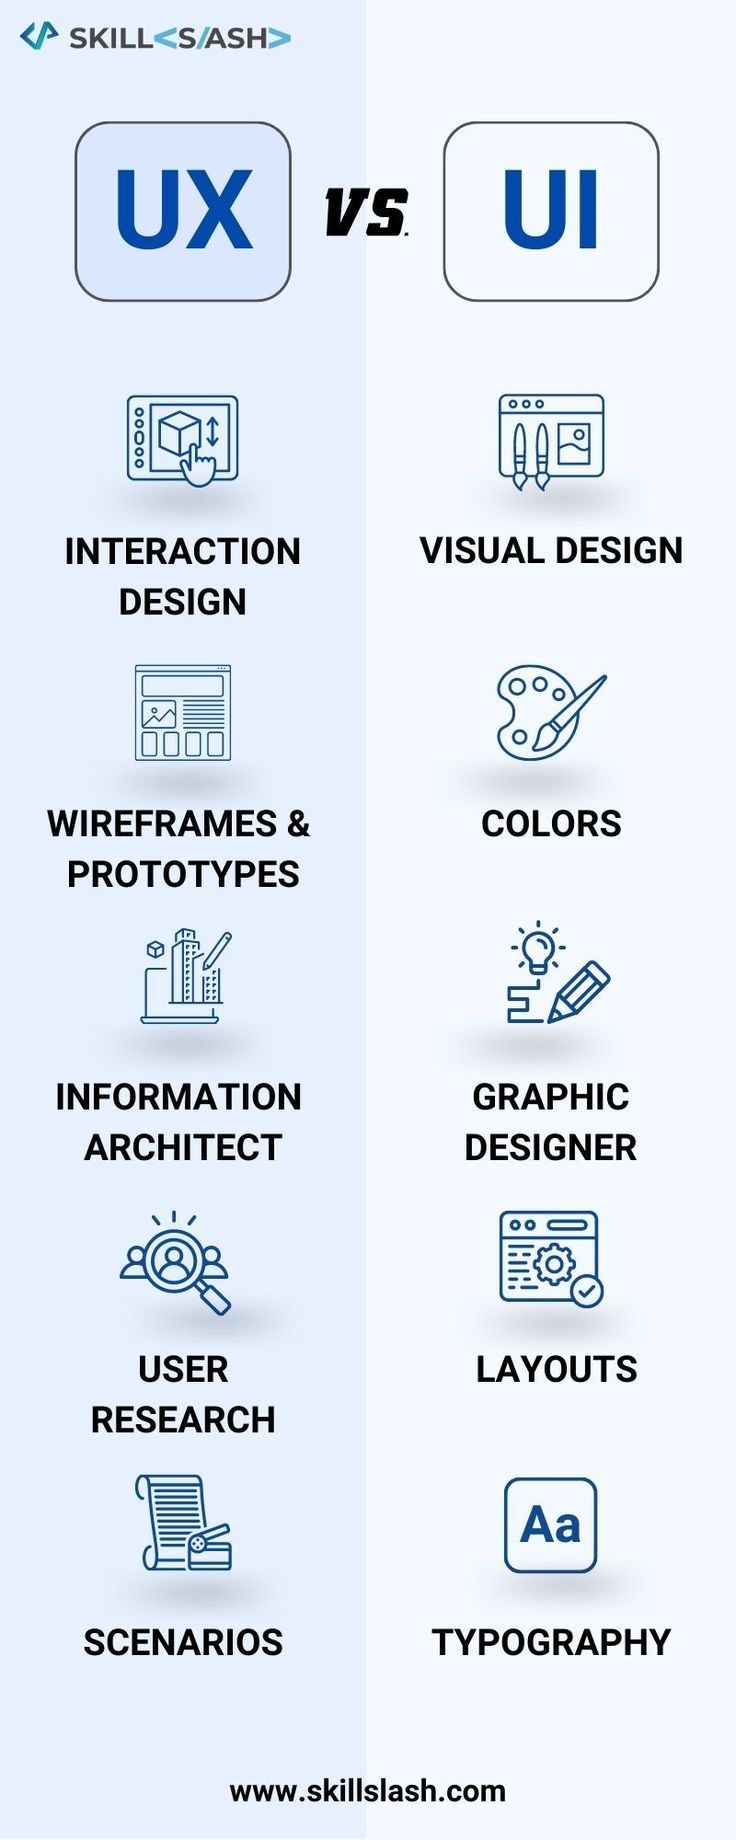 SKILL<S/ASH>
UX
vs.
UI
INTERACTION
DESIGN
VISUAL DESIGN
WIREFRAMES &
PROTOTYPES
COLORS
INFORMATION
ARCHITECT
GRAPHIC
DESIGNER
USER
RESEARCH
LAYOUTS
SCENARIOS
Aa
TYPOGRAPHY
www.skillslash.com